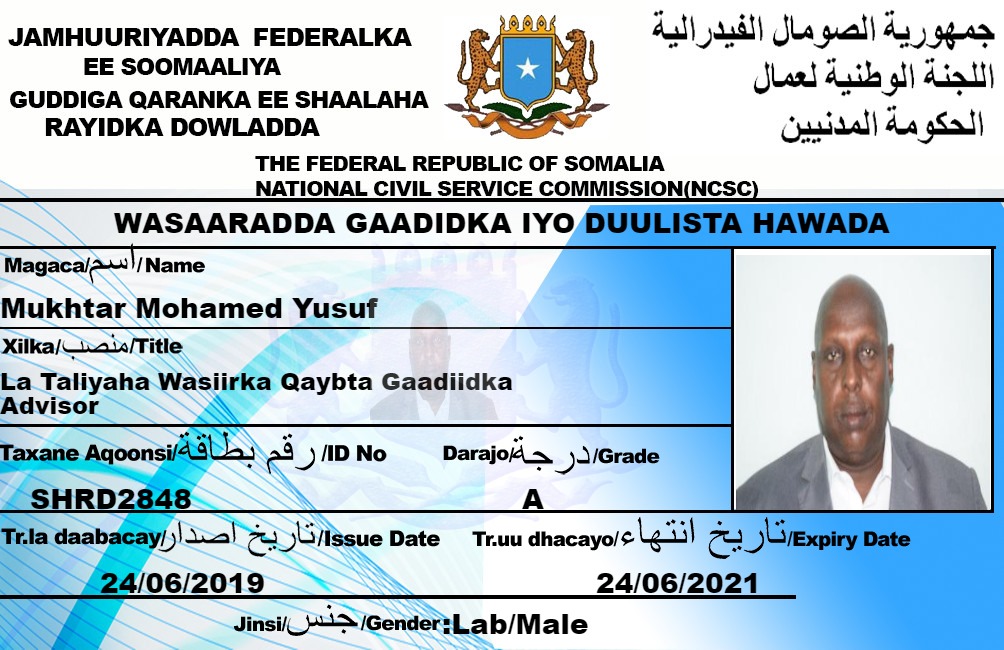 JAMHUURIYADDA FEDERALKA
EE SOOMAALIYA
GUDDIGA QARANKA EE SHAALAHA
RAYIDKA DOWLADDA
جمهورية الصومال الفيدرالية
اللجنة الوطنية لعمال
الحكومة المدنيين
THE FEDERAL REPUBLIC OF SOMALIA
NATIONAL CIVIL SERVICE COMMISSION(NCSC)
WASAARADDA GAADIDKA IYO DUULISTA HAWADA
Magaca/اسم/Name
Mukhtar Mohamed Yusuf
Xilka/منصب/Title
La Taliyaha Wasiirka Qaybta Gaadiidka
Advisor
Taxane Aqoonsi/رقم بطاقة/ID No Darajo/درجة/Grade
SHRD2848 A
Tr.la daabacay/تاريخ اصدار/Issue Date Tr.uu dhacayo/تاريخ انتهاء/Expiry Date
24/06/2019 24/06/2021
Jinsi/جنس/Gender:Lab/Male